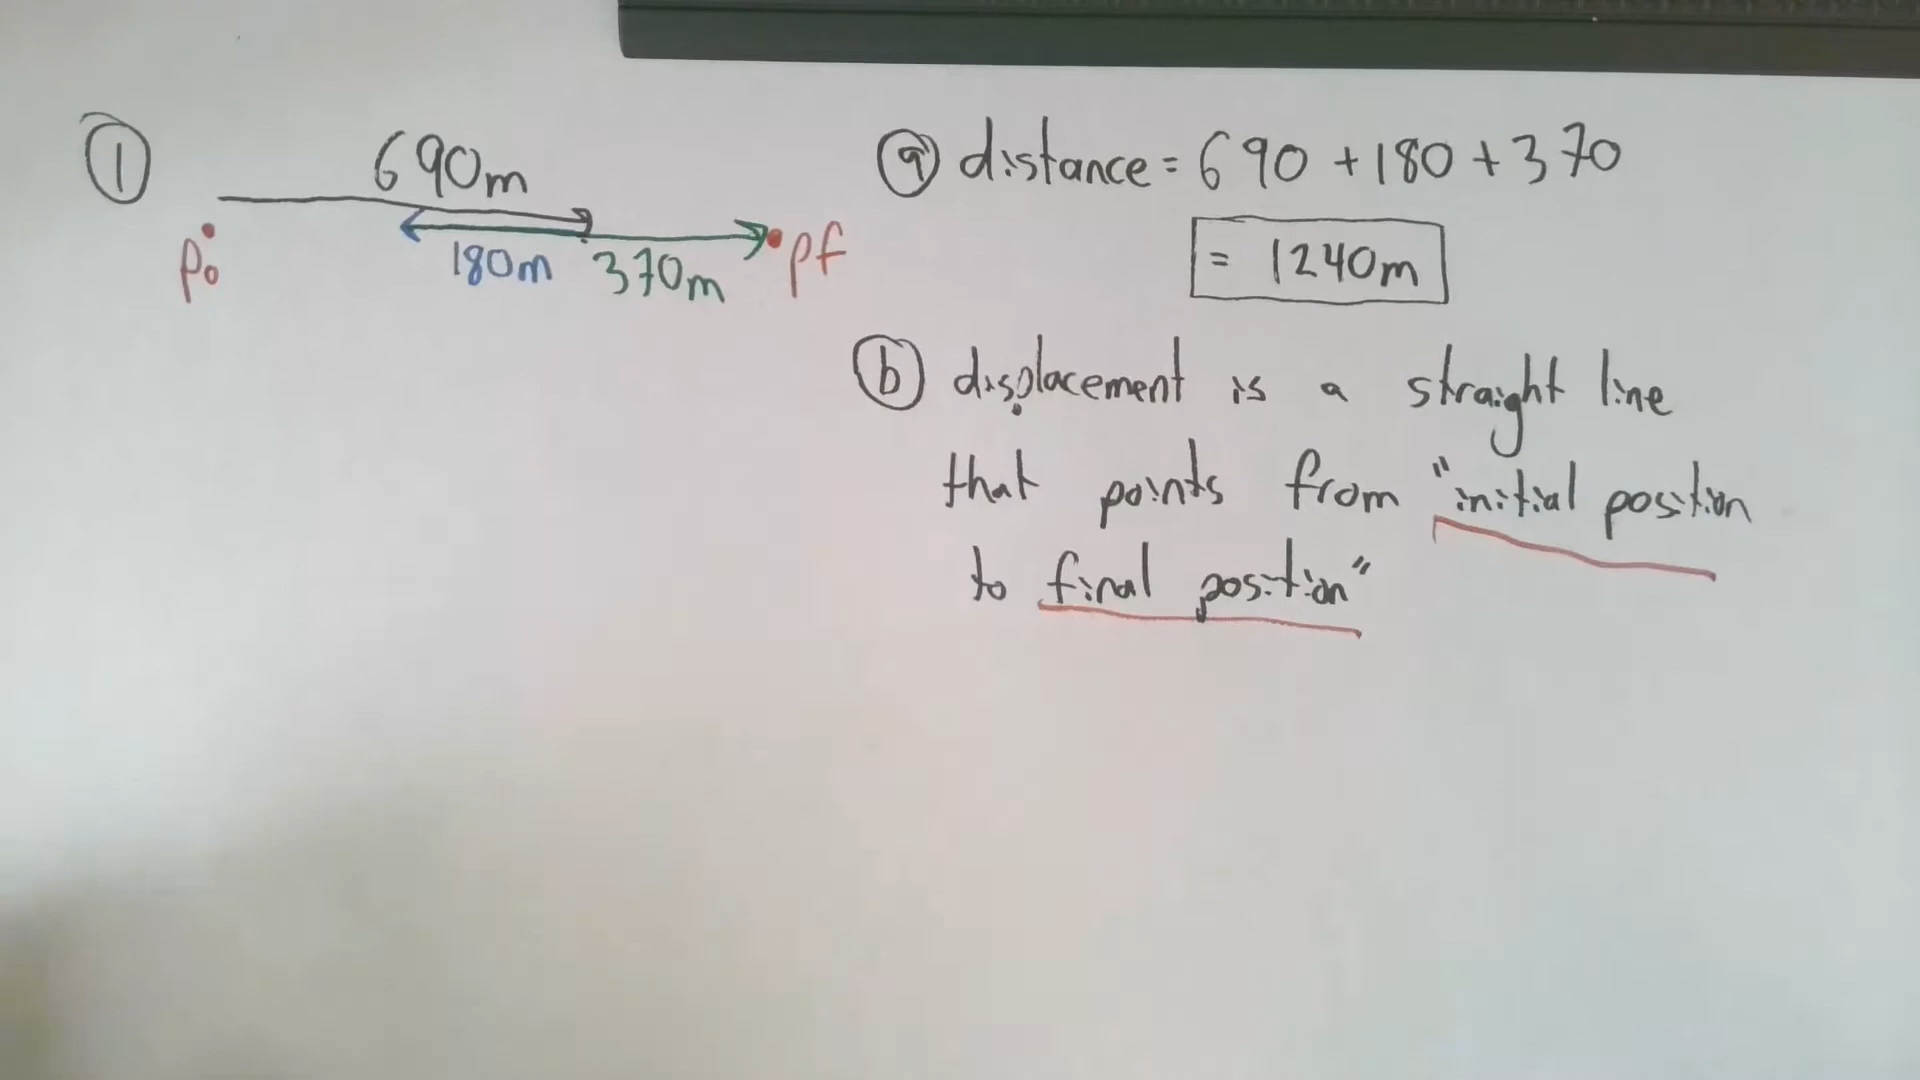 ① 690m
180m 370m
Po Pf
ⓐ distance = 690 + 180 + 370
= 1240m
ⓑ displacement is a straight line
that points from "initial position
to final position"